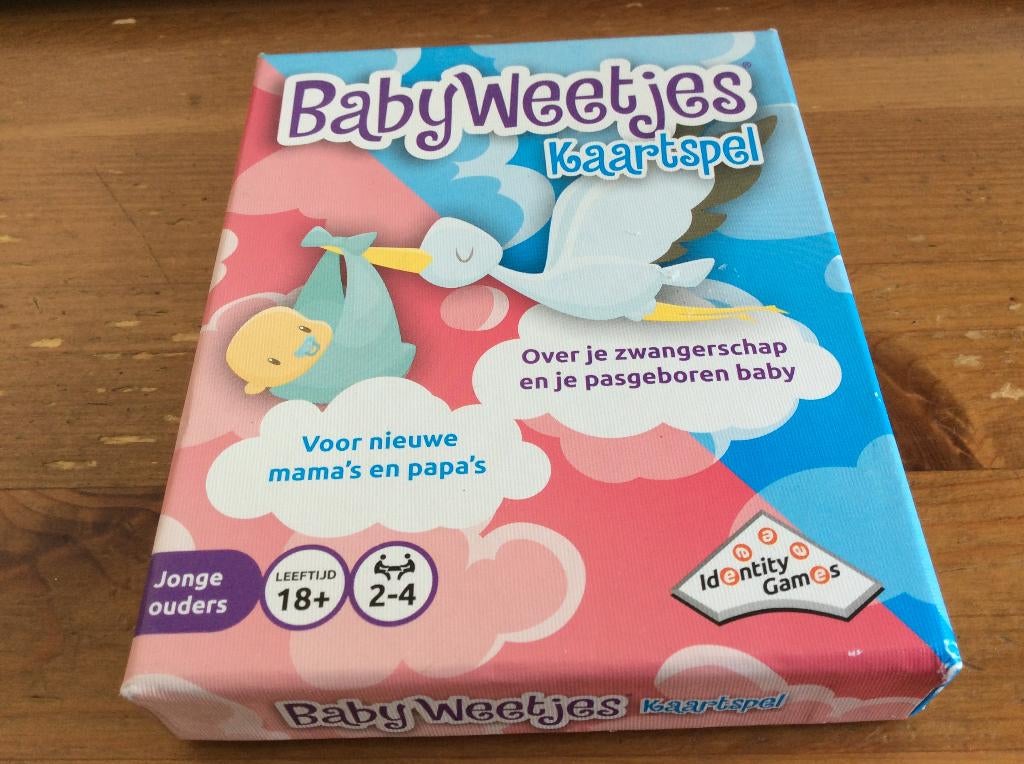 BabyWeetjes®
Kaartspel
Over je zwangerschap
en je pasgeboren baby
Voor nieuwe
mama's en papa's
Jonge
ouders
LEEFTIJD
18+
2-4
Identity
Games
BabyWeetjes Kaartspel